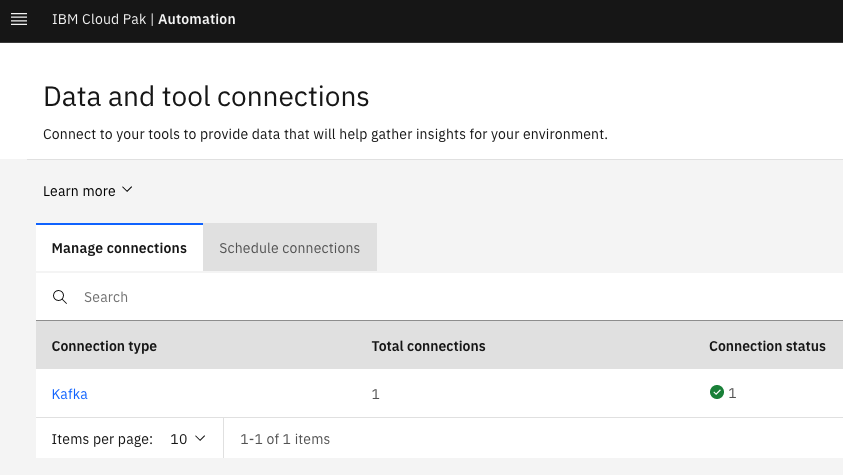 IBM Cloud Pak | Automation
Data and tool connections
Connect to your tools to provide data that will help gather insights for your environment.
Learn more
Manage connections Schedule connections
Search
Connection type Total connections Connection status
Kafka 1 1
Items per page: 10 1-1 of 1 items